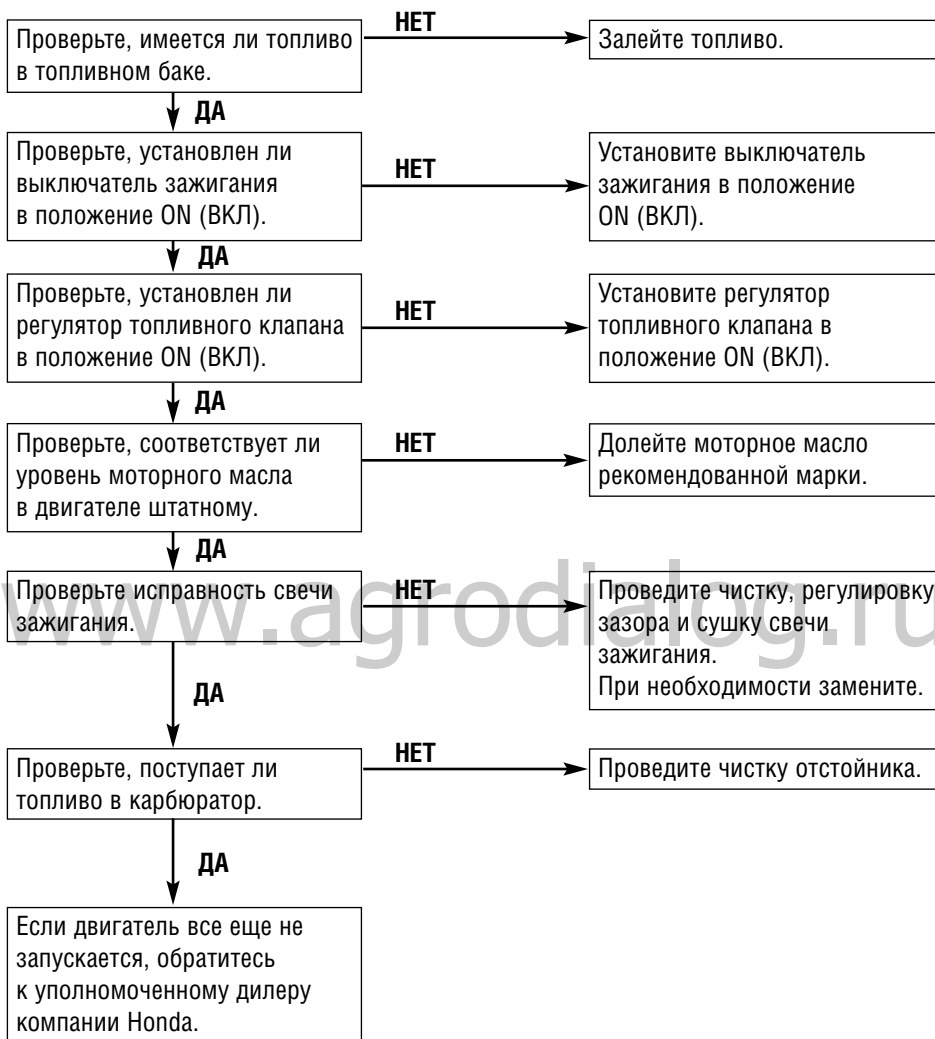 Проверьте, имеется ли топливо
в топливном баке.
НЕТ
Залейте топливо.
ДА
Проверьте, установлен ли
выключатель зажигания
в положение ON (ВКЛ).
НЕТ
Установите выключатель
зажигания в положение
ON (ВКЛ).
ДА
Проверьте, установлен ли
регулятор топливного клапана
в положение ON (ВКЛ).
НЕТ
Установите регулятор
топливного клапана в
положение ON (ВКЛ).
ДА
Проверьте, соответствует ли
уровень моторного масла
в двигателе штатному.
НЕТ
Долейте моторное масло
рекомендованной марки.
ДА
Проверьте исправность свечи
зажигания.
НЕТ
Проведите чистку, регулировку
зазора и сушку свечи
зажигания.
При необходимости замените.
www.agrodialog.ru
ДА
Проверьте, поступает ли
топливо в карбюратор.
НЕТ
Проведите чистку отстойника.
ДА
Если двигатель все еще не
запускается, обратитесь
к уполномоченному дилеру
компании Honda.